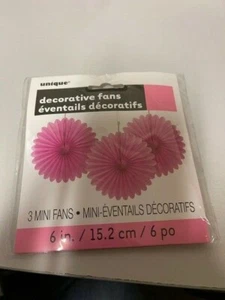 unique
decorative fans
éventails décoratifs
3 MINI FANS • MINI-ÉVENTAILS DÉCORATIFS
6 in. / 15.2 cm / 6 po